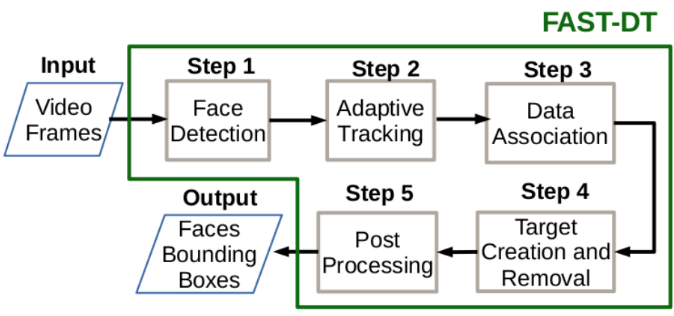 FAST-DT
Input
Step 1
Step 2
Step 3
Video
Frames
Face
Detection
Adaptive
Tracking
Data
Association
Output
Step 5
Step 4
Faces
Bounding
Boxes
Post
Processing
Target
Creation and
Removal